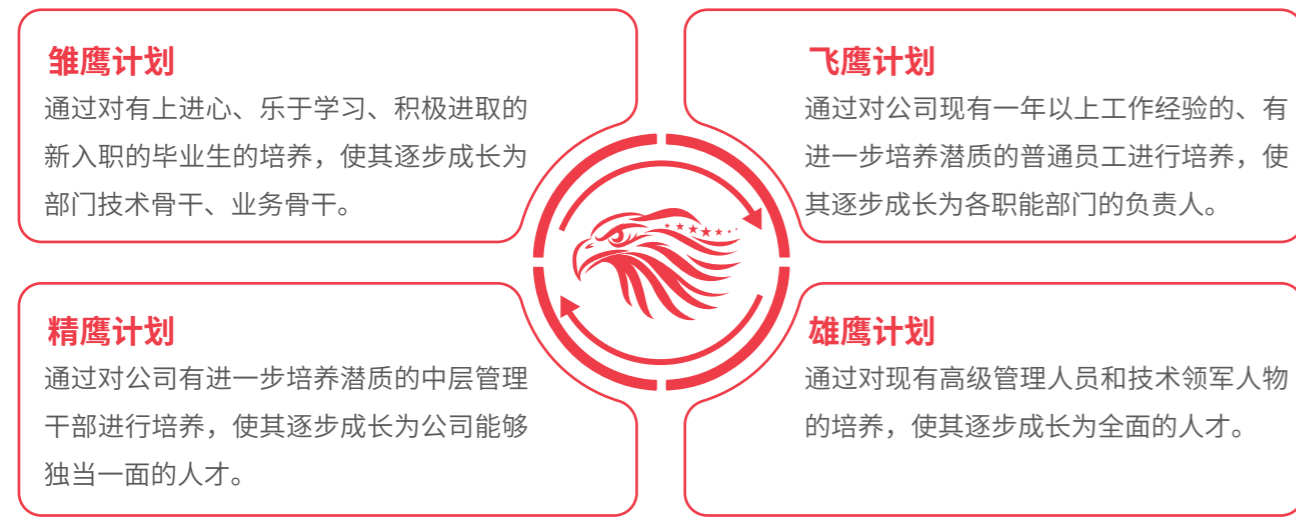 雏鹰计划
通过对有上进心、乐于学习、积极进取的
新入职的毕业生的培养，使其逐步成长为
部门技术骨干、业务骨干。
飞鹰计划
通过对公司现有一年以上工作经验的、有
进一步培养潜质的普通员工进行培养，使
其逐步成长为各职能部门的负责人。
精鹰计划
通过对公司有进一步培养潜质的中层管理
干部进行培养，使其逐步成长为公司能够
独当一面的人才。
雄鹰计划
通过对现有高级管理人员和技术领军人物
的培养，使其逐步成长为全面的人才。